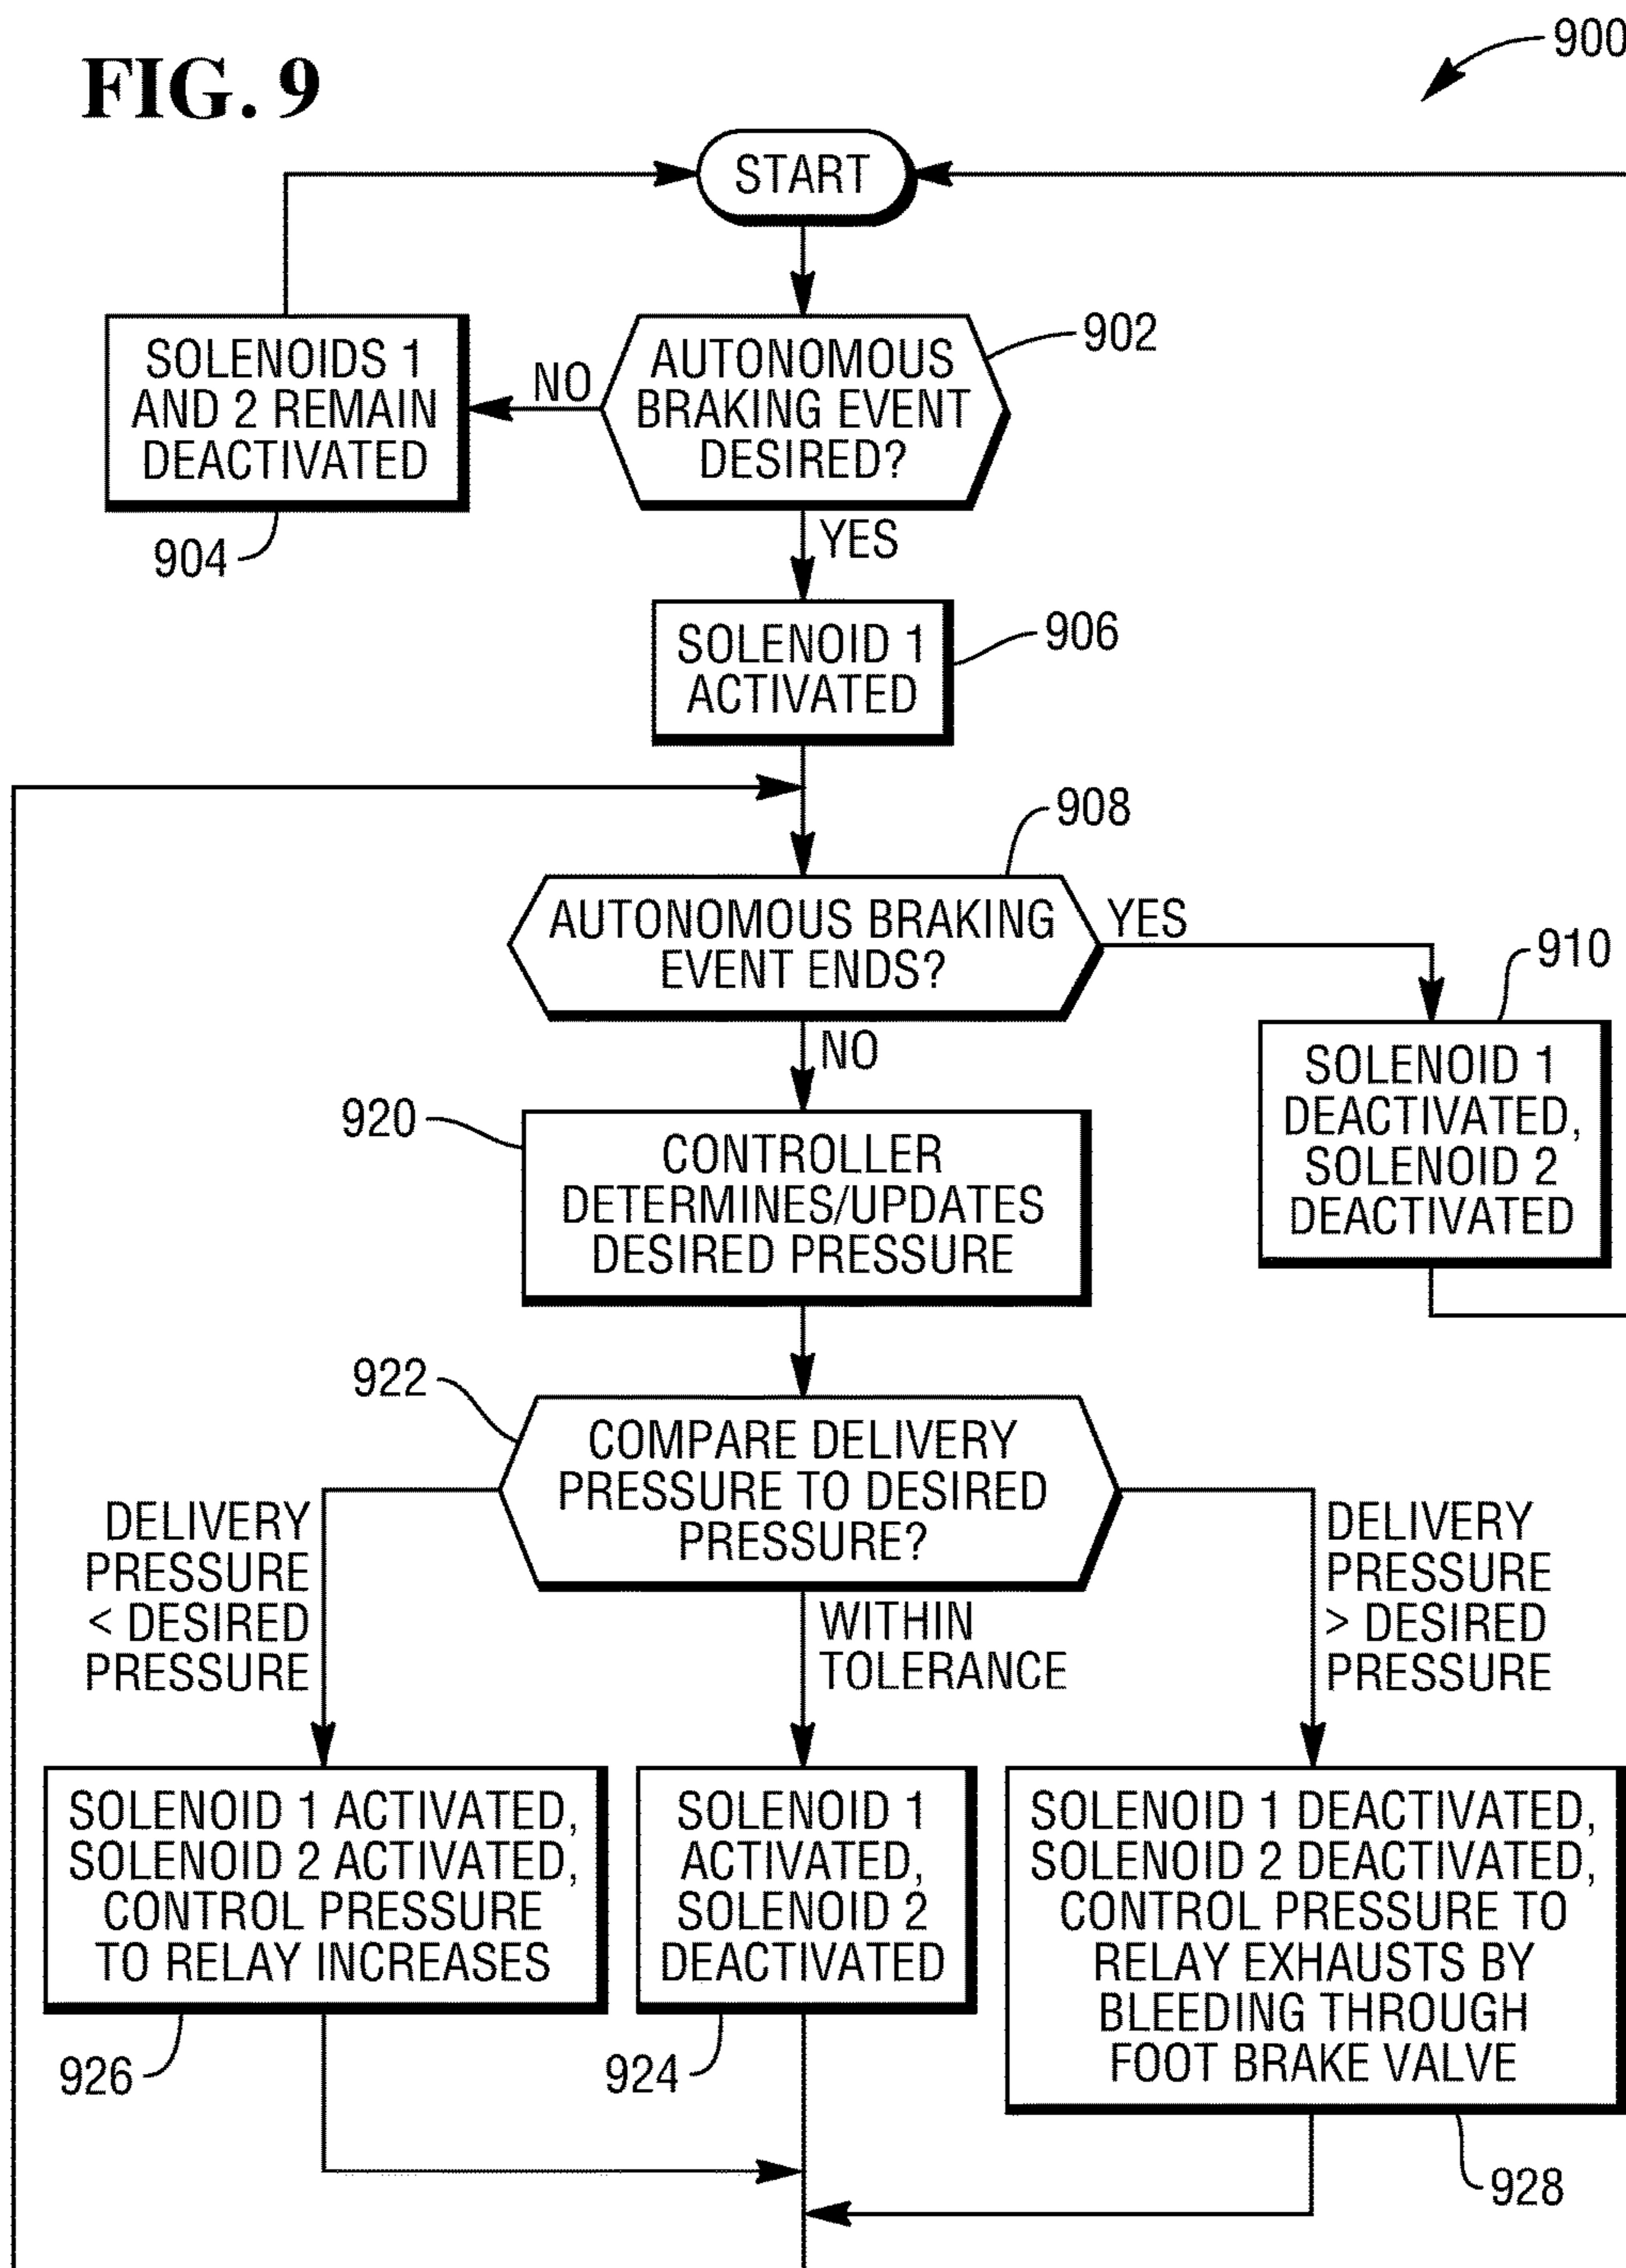 FIG. 9
900
START
902
AUTONOMOUS
BRAKING EVENT
DESIRED?
NO
SOLENOIDS 1
AND 2 REMAIN
DEACTIVATED
904
YES
SOLENOID 1
ACTIVATED
906
908
AUTONOMOUS BRAKING
EVENT ENDS?
YES
910
SOLENOID 1
DEACTIVATED,
SOLENOID 2
DEACTIVATED
NO
920
CONTROLLER
DETERMINES/UPDATES
DESIRED PRESSURE
922
COMPARE DELIVERY
PRESSURE TO DESIRED
PRESSURE?
DELIVERY
PRESSURE
< DESIRED
PRESSURE
WITHIN
TOLERANCE
DELIVERY
PRESSURE
> DESIRED
PRESSURE
SOLENOID 1 ACTIVATED,
SOLENOID 2 ACTIVATED,
CONTROL PRESSURE
TO RELAY INCREASES
926
SOLENOID 1
ACTIVATED,
SOLENOID 2
DEACTIVATED
924
SOLENOID 1 DEACTIVATED,
SOLENOID 2 DEACTIVATED,
CONTROL PRESSURE TO
RELAY EXHAUSTS BY
BLEEDING THROUGH
FOOT BRAKE VALVE
928